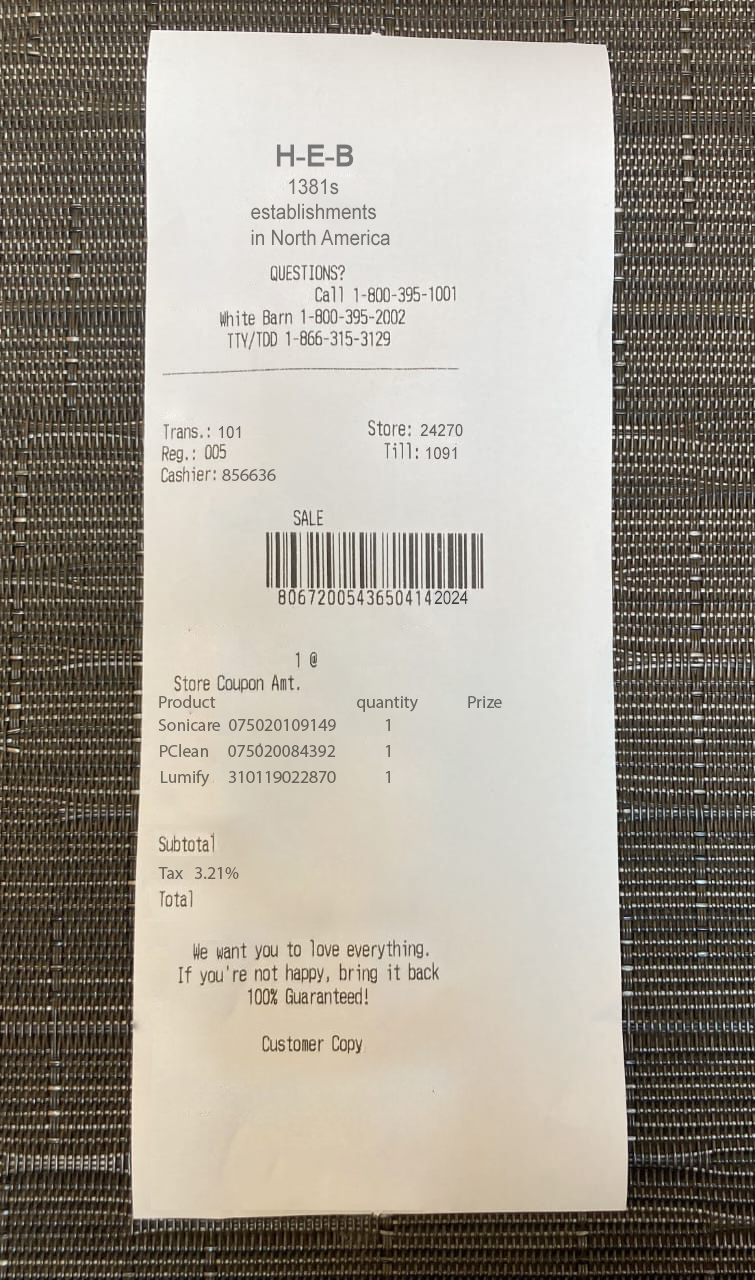 H-E-B
1381s
establishments
in North America
QUESTIONS?
Call 1-800-395-1001
White Barn 1-800-395-2002
TTY/TDD 1-866-315-3129
Trans.: 101 Store: 24270
Reg.: 005 Till: 1091
Cashier: 856636
SALE
80672005436504142024
1 @
Store Coupon Amt.
Product quantity Prize
Sonicare 075020109149 1
PClean 075020084392 1
Lumify 310119022870 1
Subtotal
Tax 3.21%
Total
We want you to love everything.
If you're not happy, bring it back
100% Guaranteed!
Customer Copy